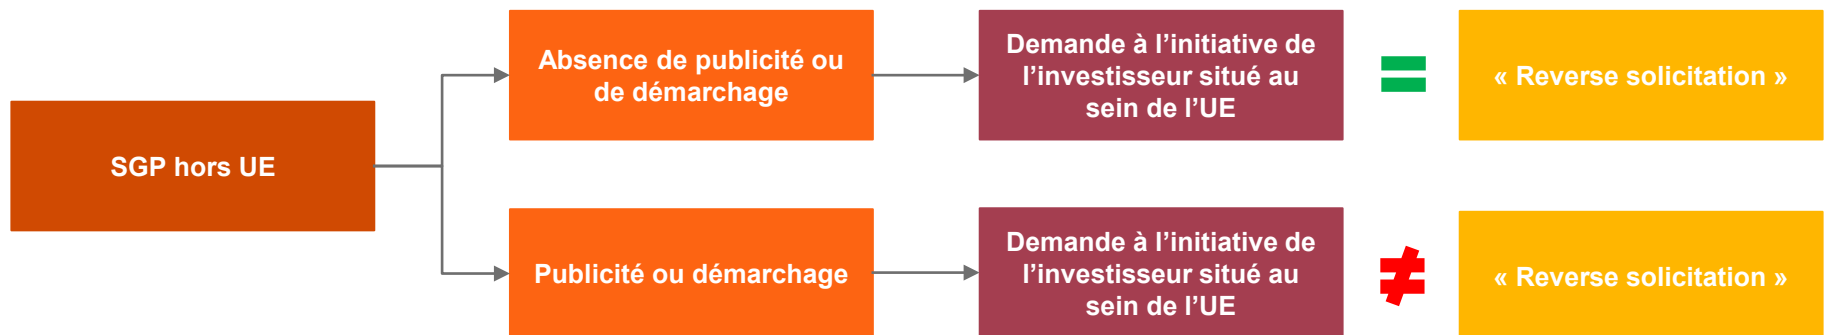 SGP hors UE
Absence de publicité ou
de démarchage
Demande à l’initiative de
l’investisseur situé au
sein de l’UE
=
« Reverse solicitation »
Publicité ou démarchage
Demande à l’initiative de
l’investisseur situé au
sein de l’UE
≠
« Reverse solicitation »